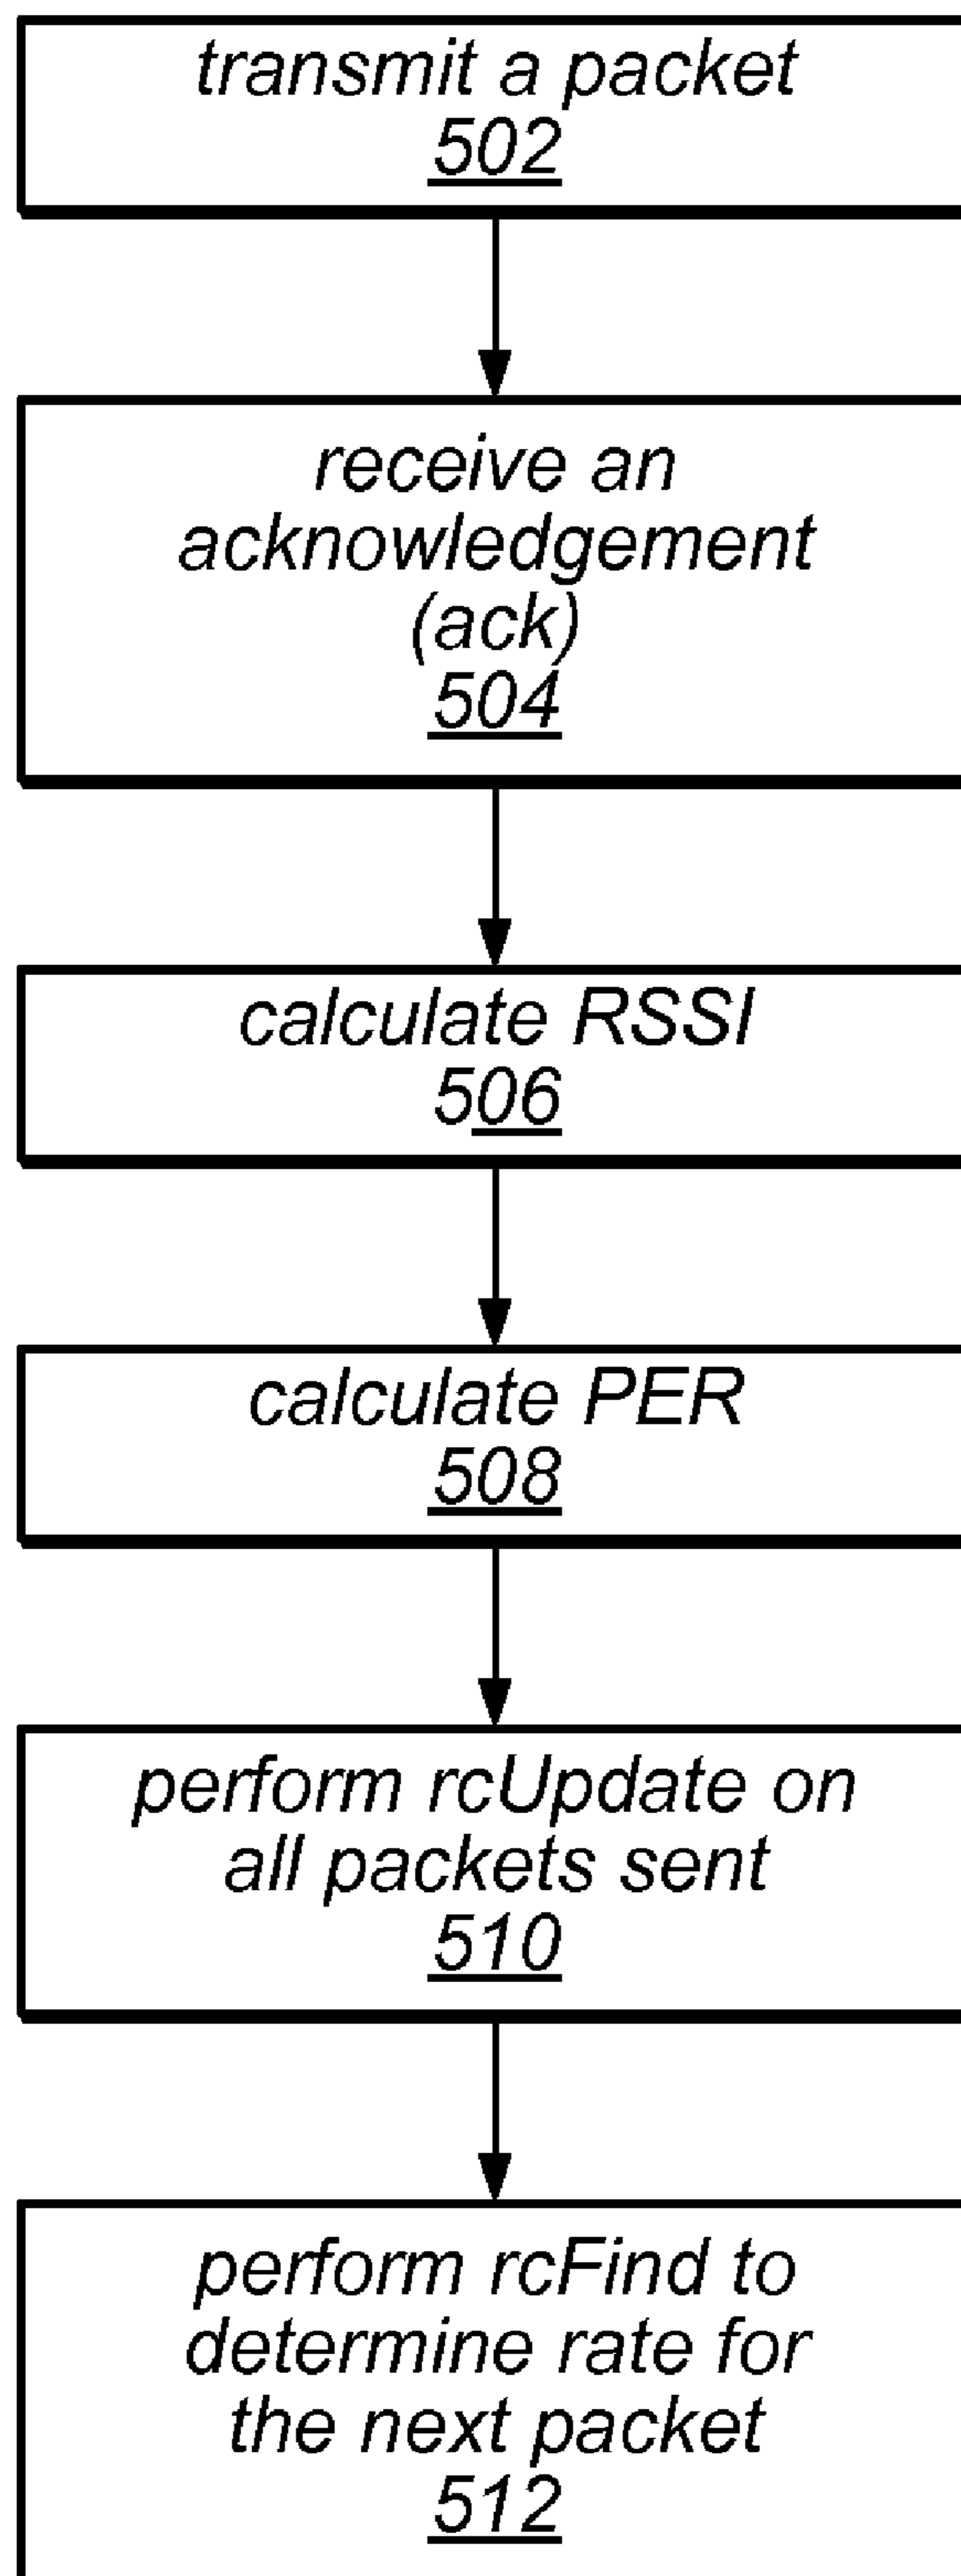 transmit a packet
502
receive an
acknowledgement
(ack)
504
calculate RSSI
506
calculate PER
508
perform rcUpdate on
all packets sent
510
perform rcFind to
determine rate for
the next packet
512